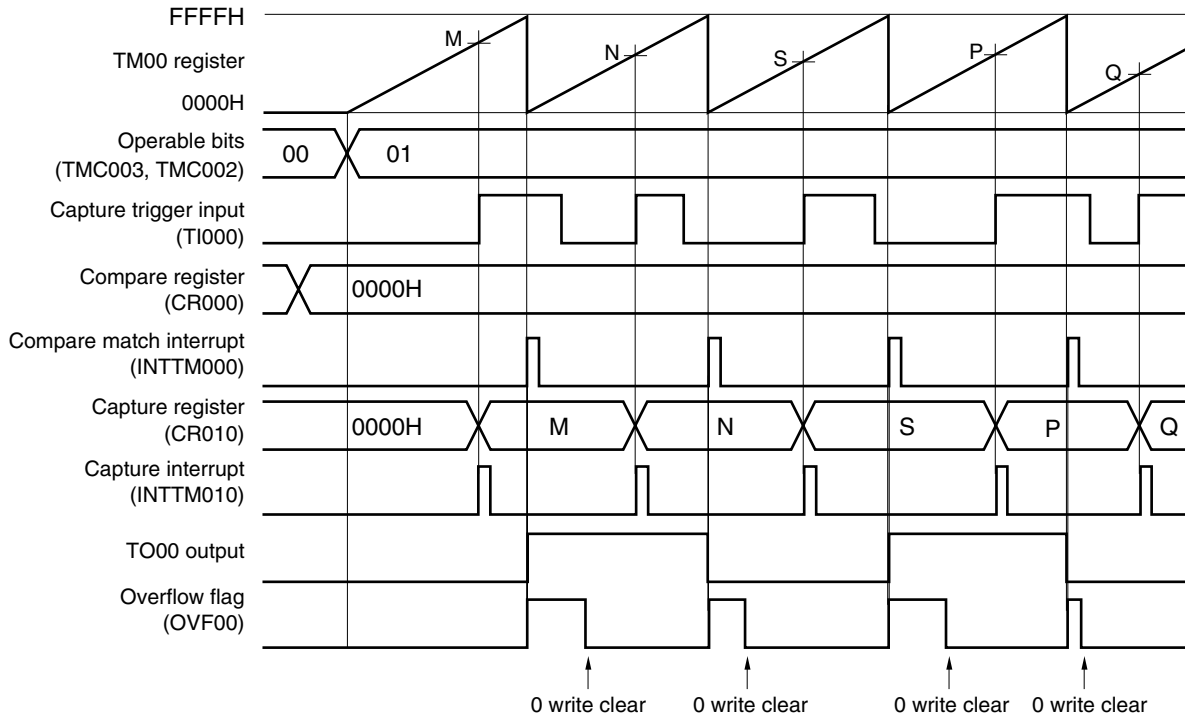 FFFFH
TM00 register
0000H
M
N
S
P
Q
Operable bits
(TMC003, TMC002)
00
01
Capture trigger input
(TI000)
Compare register
(CR000)
0000H
Compare match interrupt
(INTTM000)
Capture register
(CR010)
0000H
M
N
S
P
Q
Capture interrupt
(INTTM010)
TO00 output
Overflow flag
(OVF00)
0 write clear
0 write clear
0 write clear
0 write clear